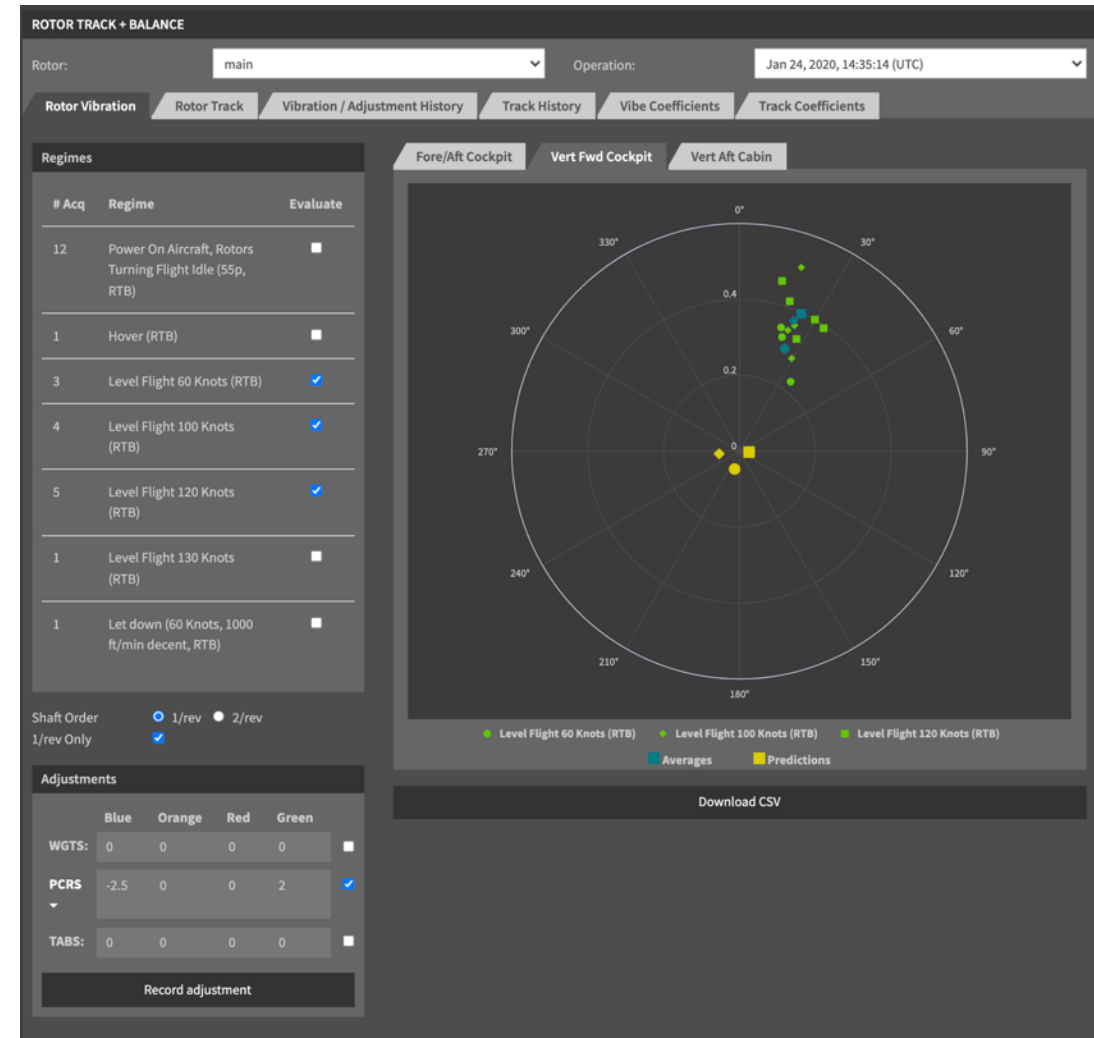 ROTOR TRACK + BALANCE
Rotor: main Operation: Jan 24, 2020, 14:35:14 (UTC)
Rotor Vibration Rotor Track Vibration / Adjustment History Track History Vibe Coefficients Track Coefficients
Regimes
# Acq Regime Evaluate
12 Power On Aircraft, Rotors
Turning Flight Idle (55p,
RTB)
1 Hover (RTB)
3 Level Flight 60 Knots (RTB)
4 Level Flight 100 Knots
(RTB)
5 Level Flight 120 Knots
(RTB)
1 Level Flight 130 Knots
(RTB)
1 Let down (60 Knots, 1000
ft/min decent, RTB)
Shaft Order 1/rev 2/rev
1/rev Only
Adjustments
Blue Orange Red Green
WGTS: 0 0 0 0
PCRS -2.5 0 0 2
TABS: 0 0 0 0
Record adjustment
Fore/Aft Cockpit Vert Fwd Cockpit Vert Aft Cabin
0°
330° 30°
0.4
300° 60°
0.2
270° 0 90°
240° 120°
210° 150°
180°
Level Flight 60 Knots (RTB) Level Flight 100 Knots (RTB) Level Flight 120 Knots (RTB)
Averages Predictions
Download CSV